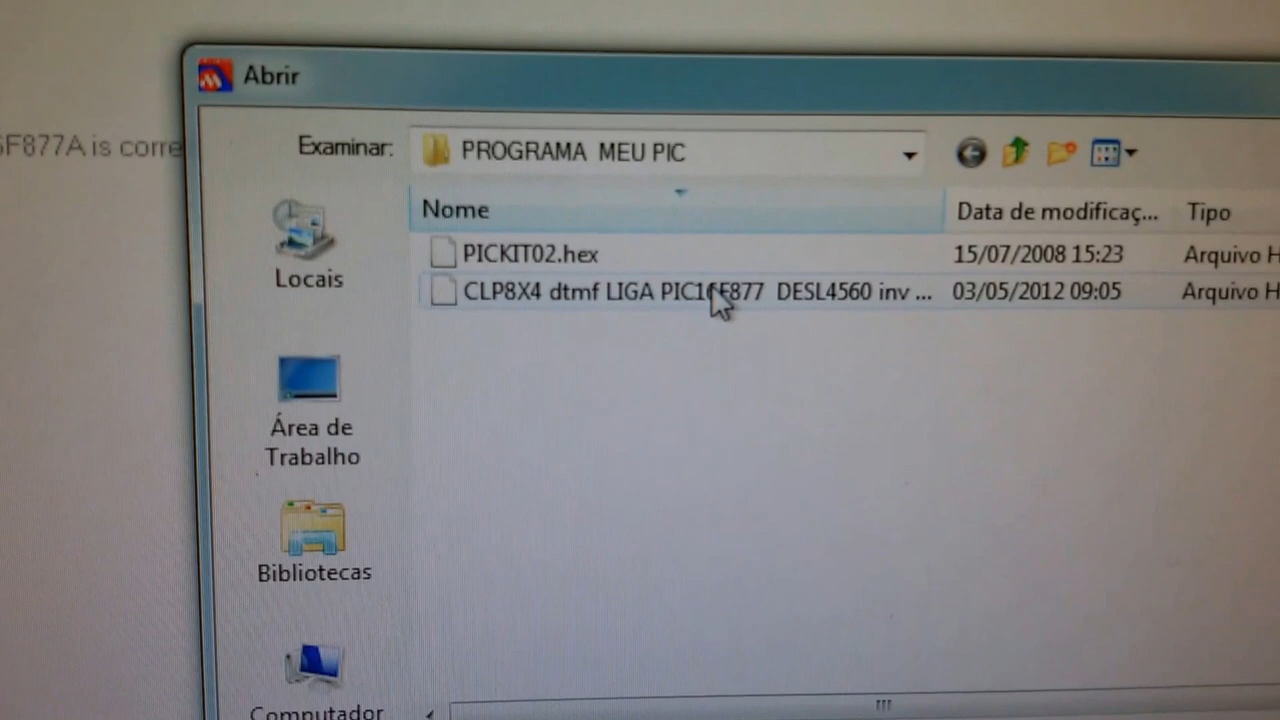 Abrir
F877A is corre
Examinar: PROGRAMA MEU PIC
Nome Data de modificaç... Tipo
PICKIT02.hex 15/07/2008 15:23 Arquivo H
CLP8X4 dtmf LIGA PIC16F877 DESL4560 inv ... 03/05/2012 09:05 Arquivo H
Locais
Área de
Trabalho
Bibliotecas
Computador